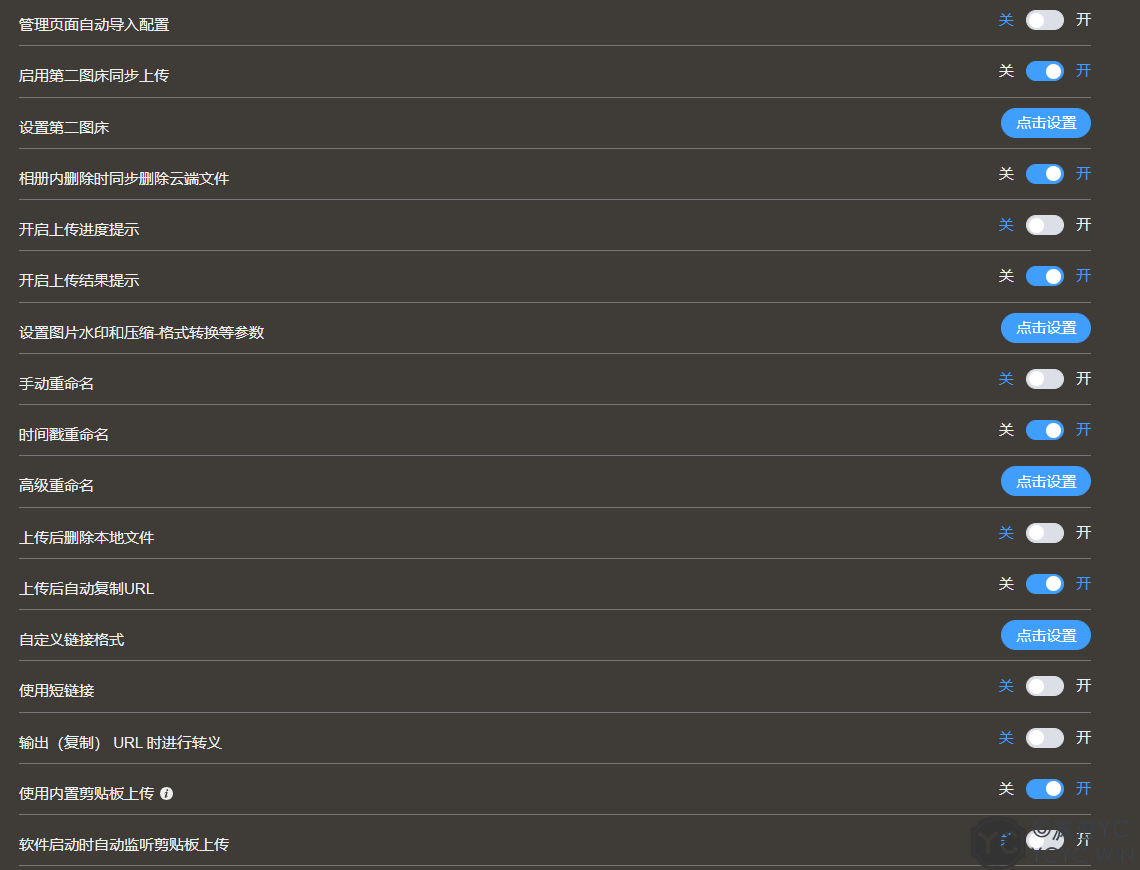 管理页面自动导入配置 关 开
启用第二图床同步上传 关 开
设置第二图床 点击设置
相册内删除时同步删除云端文件 关 开
开启上传进度提示 关 开
开启上传结果提示 关 开
设置图片水印和压缩-格式转换等参数 点击设置
手动重命名 关 开
时间戳重命名 关 开
高级重命名 点击设置
上传后删除本地文件 关 开
上传后自动复制URL 关 开
自定义链接格式 点击设置
使用短链接 关 开
输出（复制） URL 时进行转义 关 开
使用内置剪贴板上传 关 开
软件启动时自动监听剪贴板上传 开